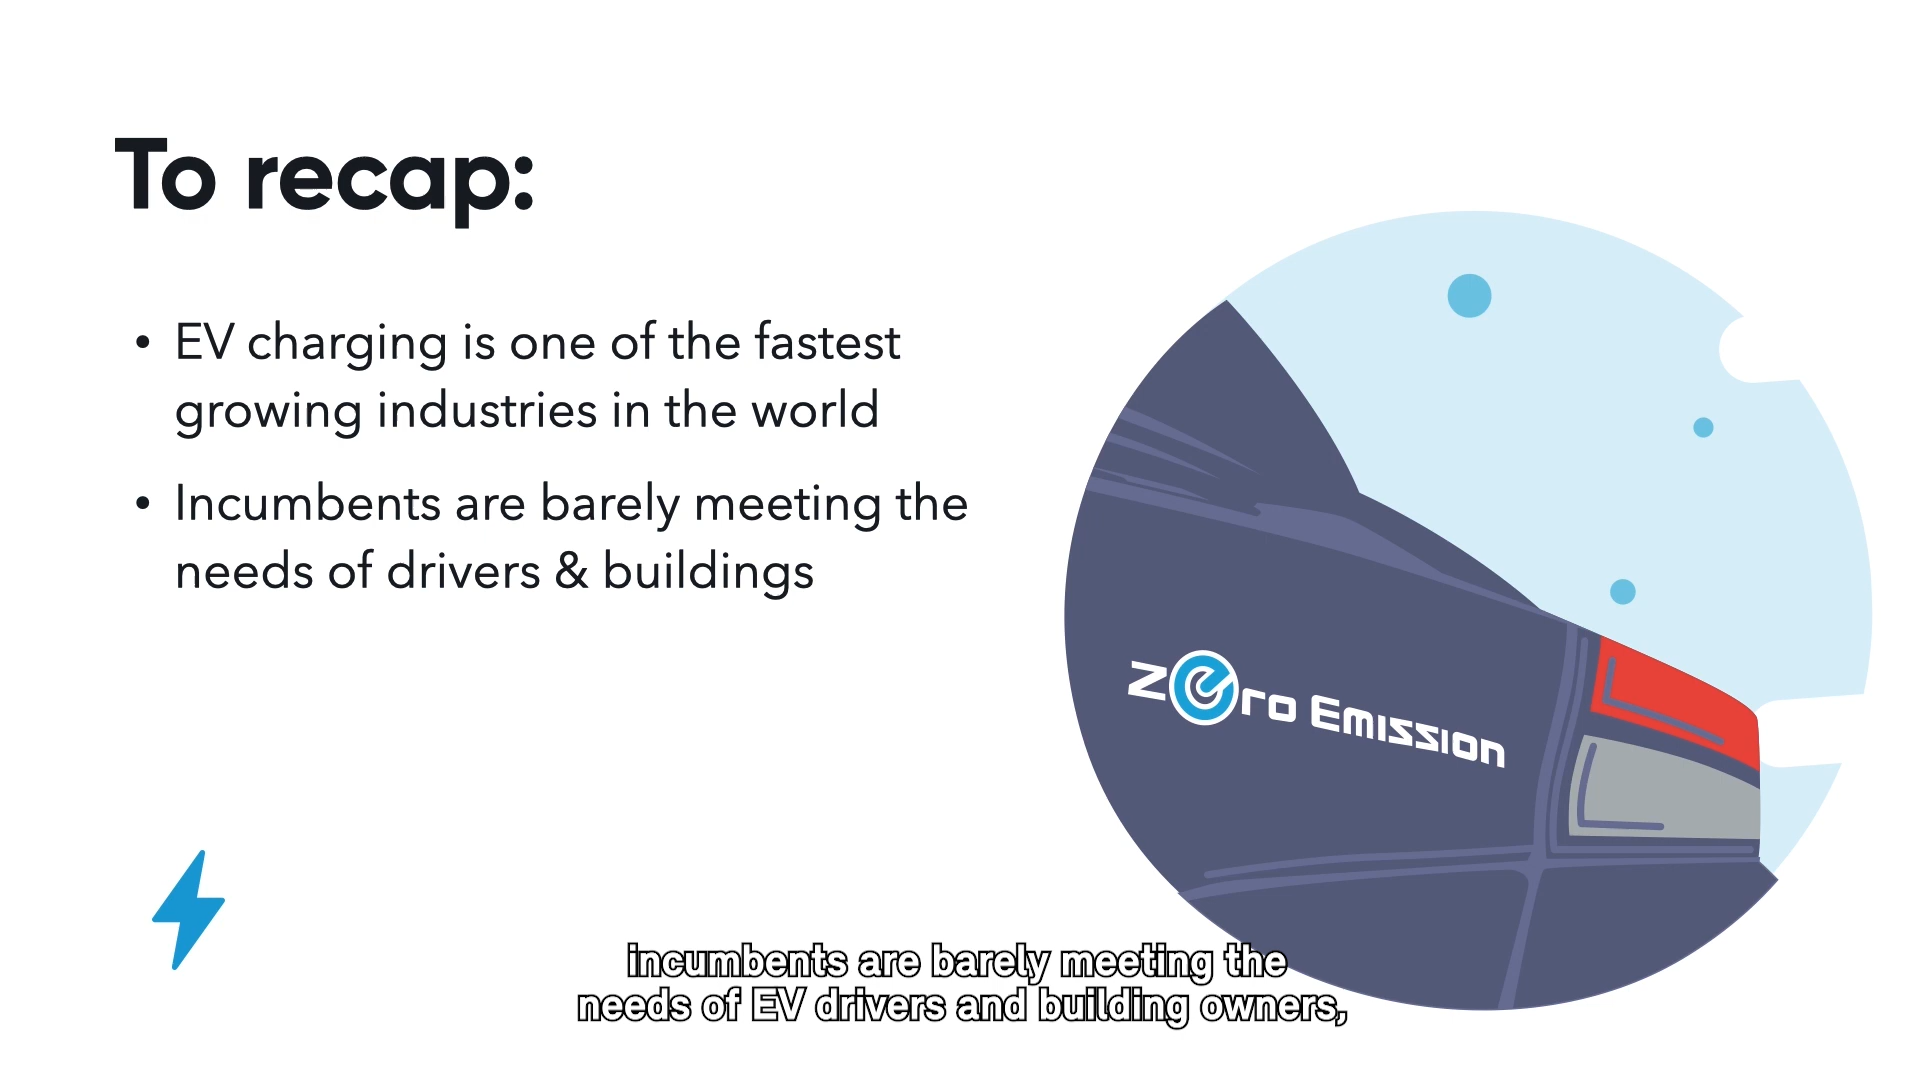 To recap:
• EV charging is one of the fastest
growing industries in the world
• Incumbents are barely meeting the
needs of drivers & buildings
zero Emission
incumbents are barely meeting the
needs of EV drivers and building owners,